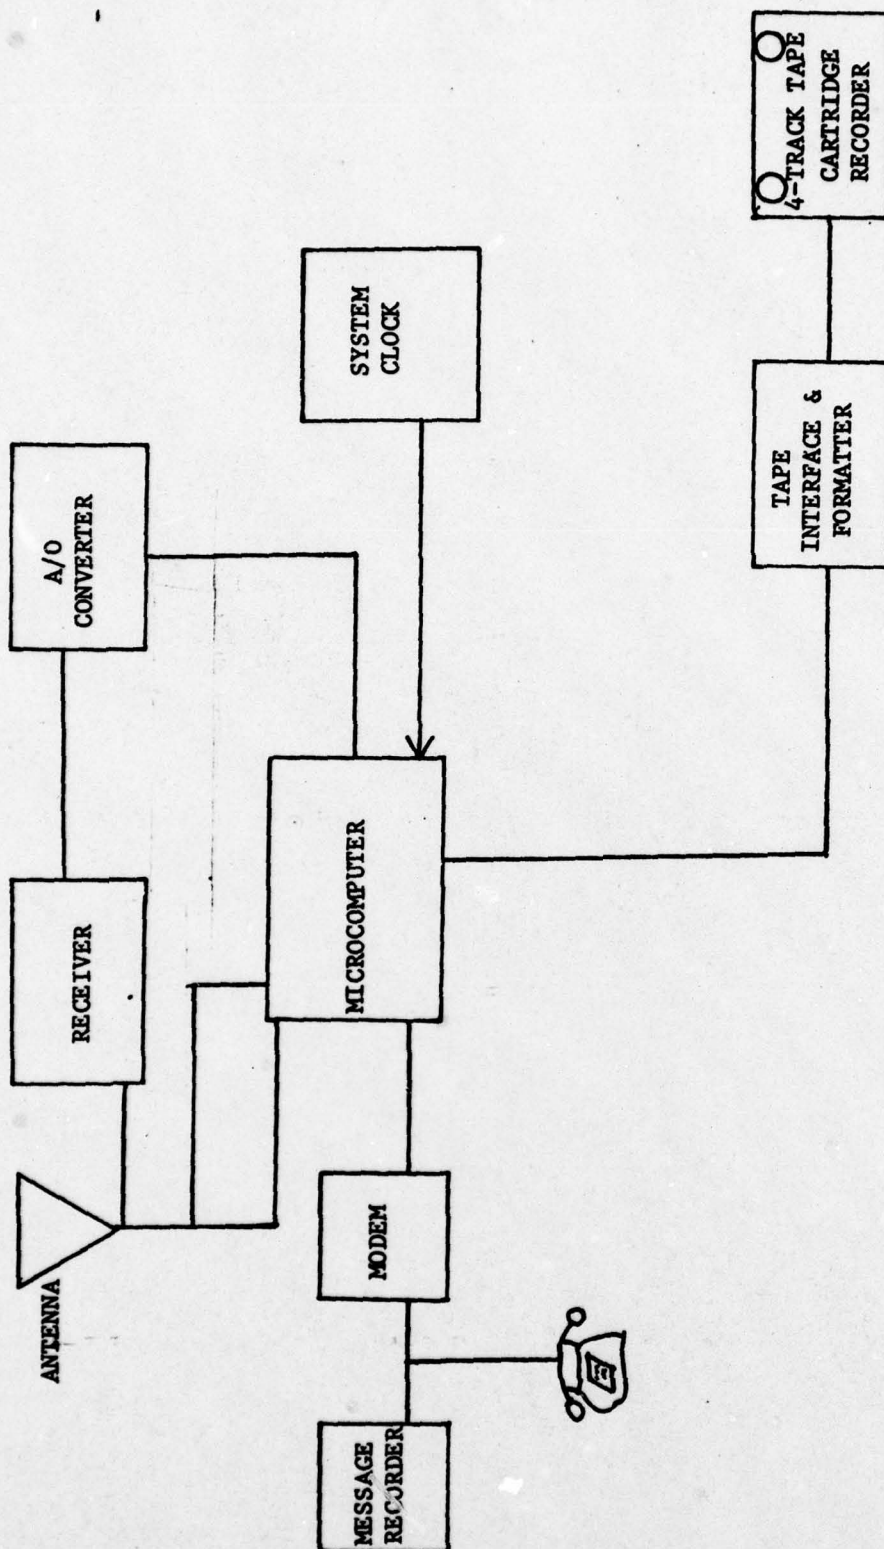 ANTENNA
RECEIVER
A/O
CONVERTER
MESSAGE
RECORDER
MODEM
MICROCOMPUTER
SYSTEM
CLOCK
TAPE
INTERFACE &
FORMATTER
4-TRACK TAPE
CARTRIDGE
RECORDER